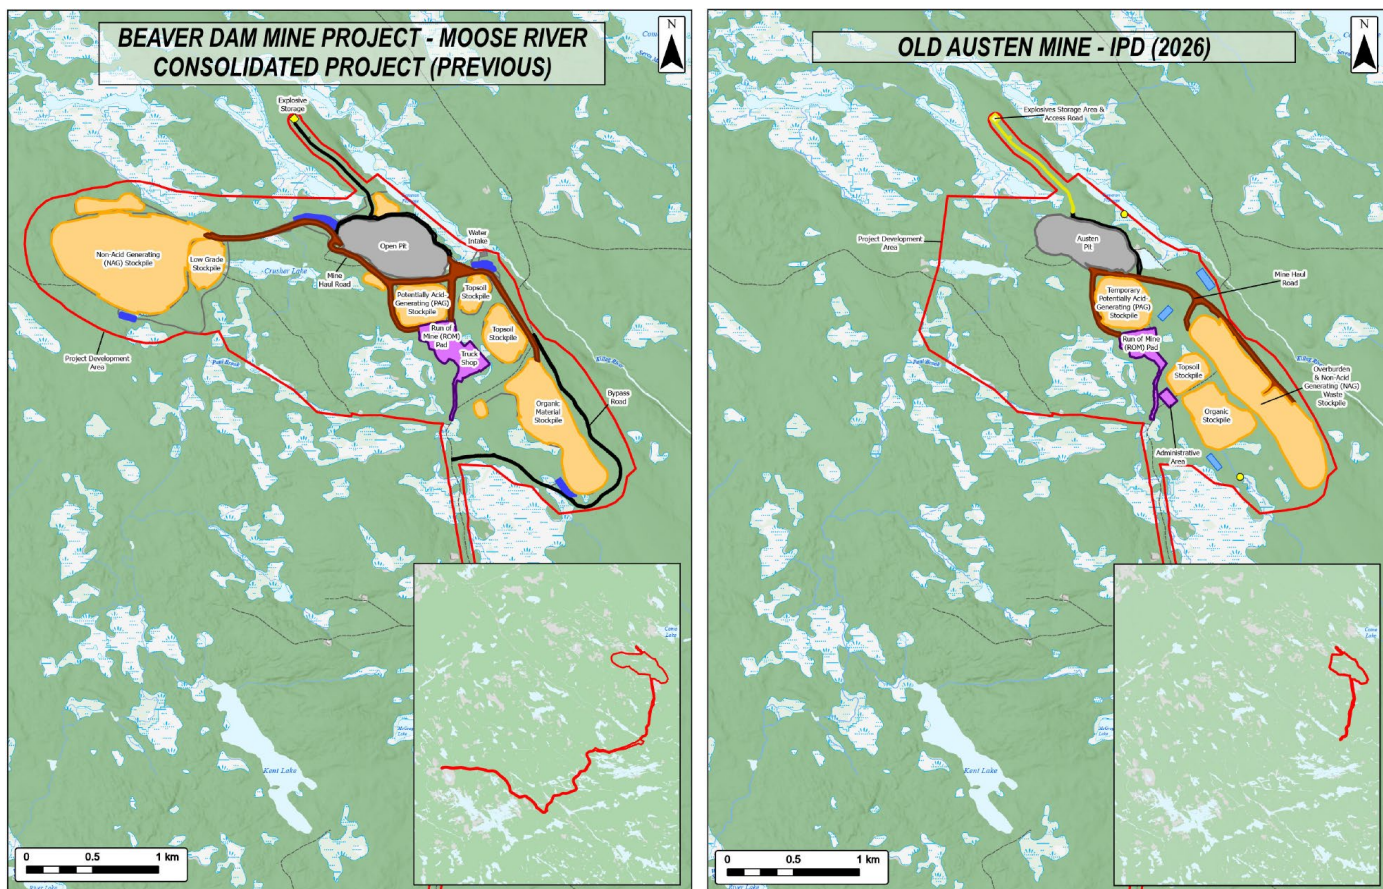 BEAVER DAM MINE PROJECT - MOOSE RIVER
CONSOLIDATED PROJECT (PREVIOUS)
N
Explosive
Storage
Non-Acid Generating
(NAG) Stockpile
Low Grade
Stockpile
Open Pit
Water
Intake
Crusher Lake
Mine
Haul Road
Potentially Acid-
Generating (PAG)
Stockpile
Topsoil
Stockpile
Run of
Mine (ROM)
Pad
Truck
Shop
Topsoil
Stockpile
Project Development
Area
Organic
Material
Stockpile
Bypass
Road
Kent Lake
0 0.5 1 km
OLD AUSTEN MINE - IPD (2026)
N
Explosives Storage Area &
Access Road
Project Development
Area
Austen
Pit
Mine Haul
Road
Temporary
Potentially Acid-
Generating (PAG)
Stockpile
Run of Mine
(ROM) Pad
Topsoil
Stockpile
Overburden
& Non-Acid
Generating (NAG)
Waste
Stockpile
Organic
Stockpile
Administrative
Area
Kent Lake
0 0.5 1 km